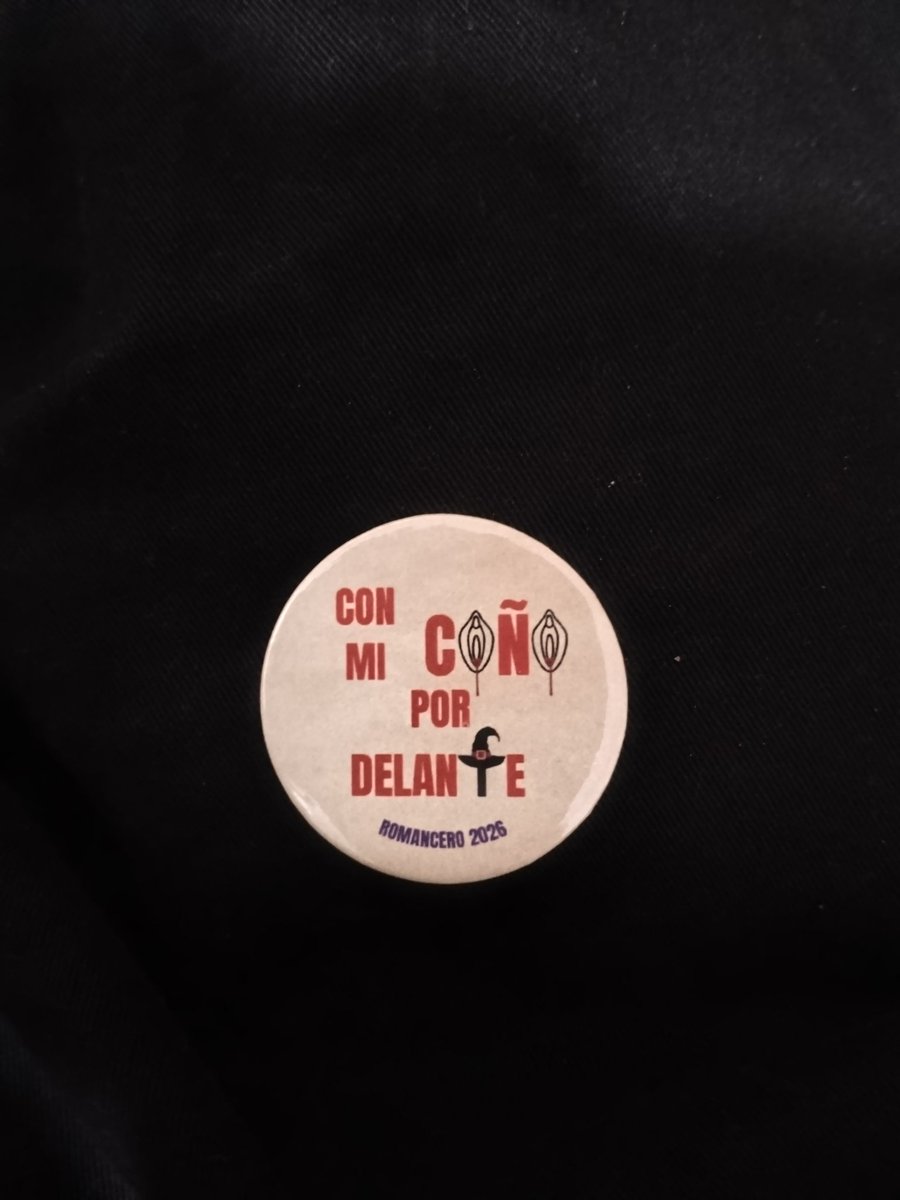 CON
MI COÑO
POR
DELANTE
ROMANCERO 2026